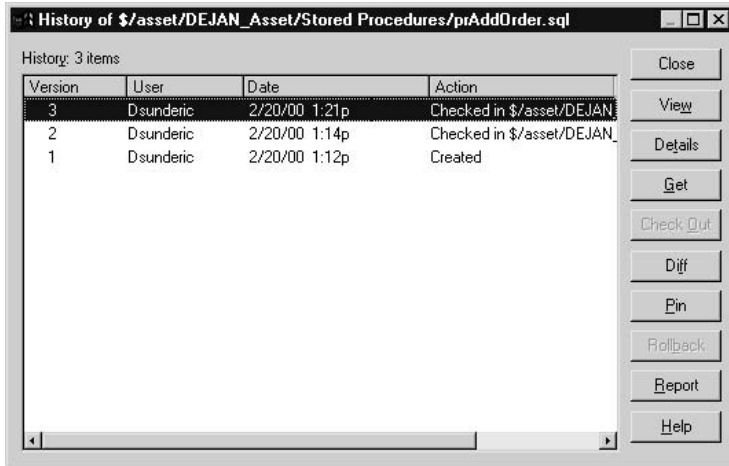 History of $/asset/DEJAN_Asset/Stored Procedures/prAddOrder.sql
History: 3 items
Close
Version User Date Action
3 Dsunderic 2/20/00 1:21p Checked in $/asset/DEJAN_
View
2 Dsunderic 2/20/00 1:14p Checked in $/asset/DEJAN_
1 Dsunderic 2/20/00 1:12p Created
Details
Get
Check Out
Diff
Pin
Rollback
Report
Help